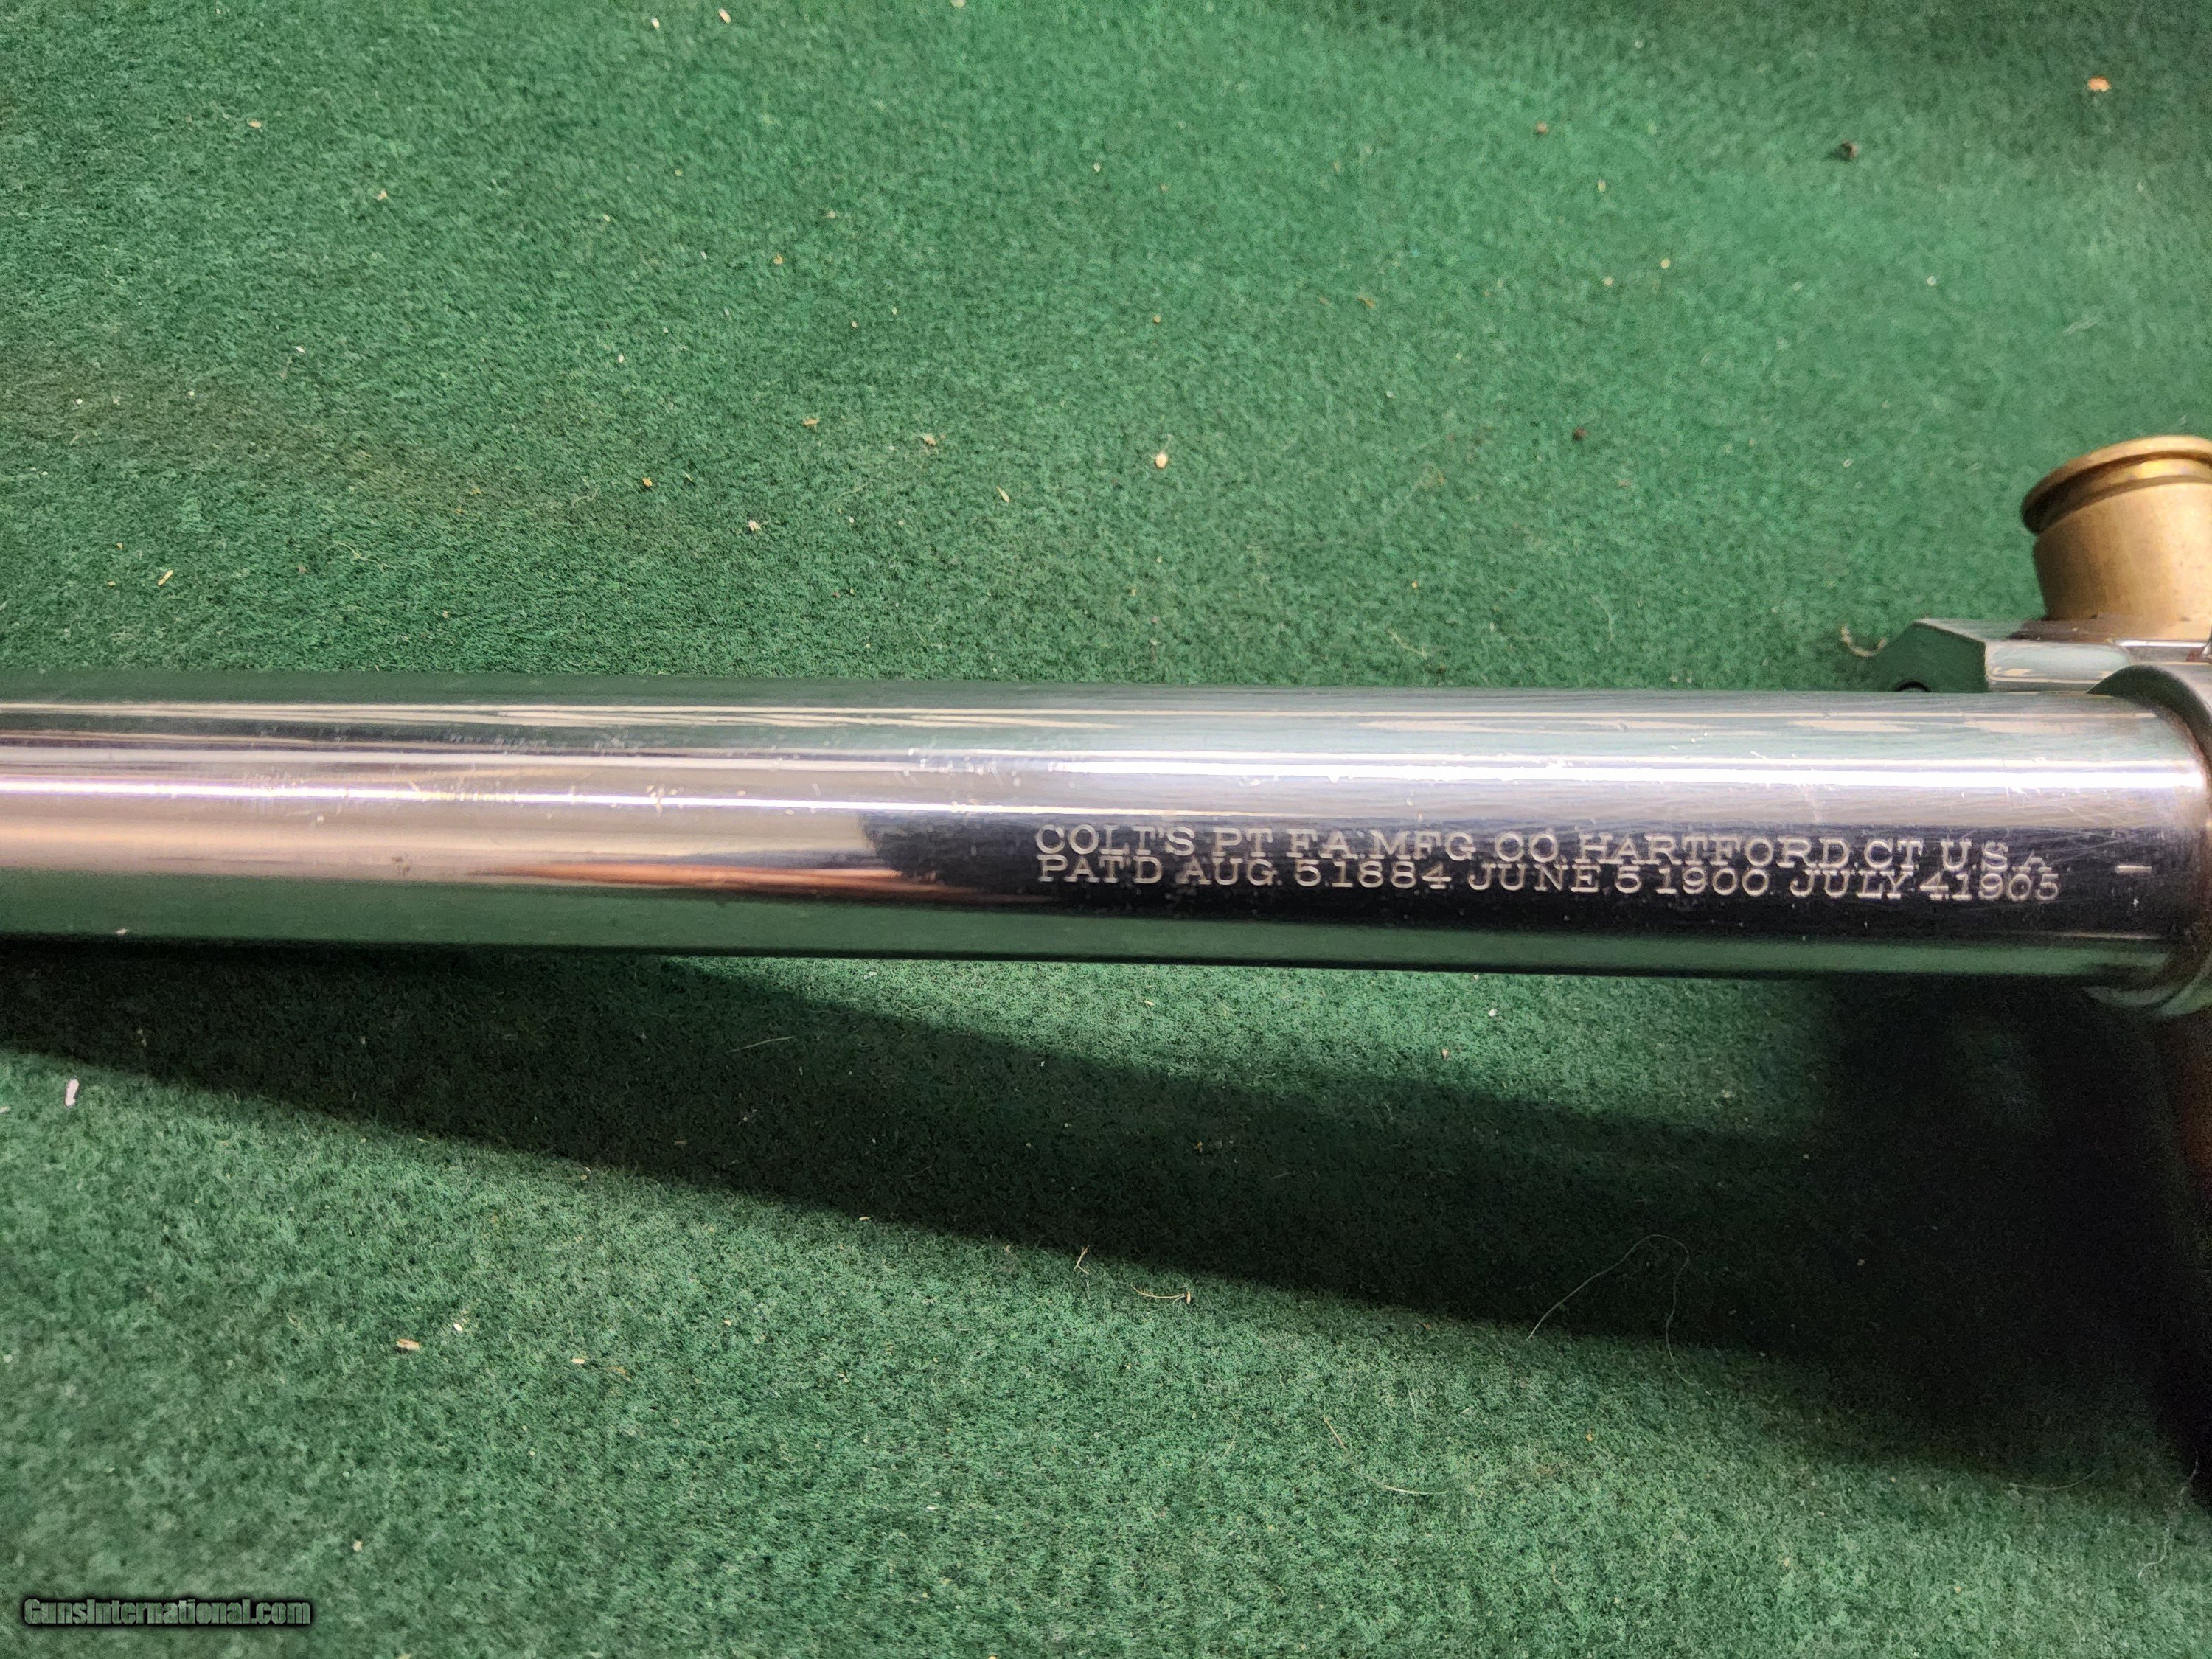 COLT'S PT. F.A. MFG. CO. HARTFORD, CT. U.S.A.
PAT'D AUG. 5 1884 JUNE 5 1900 JULY 4, 1905
GunsInternational.com